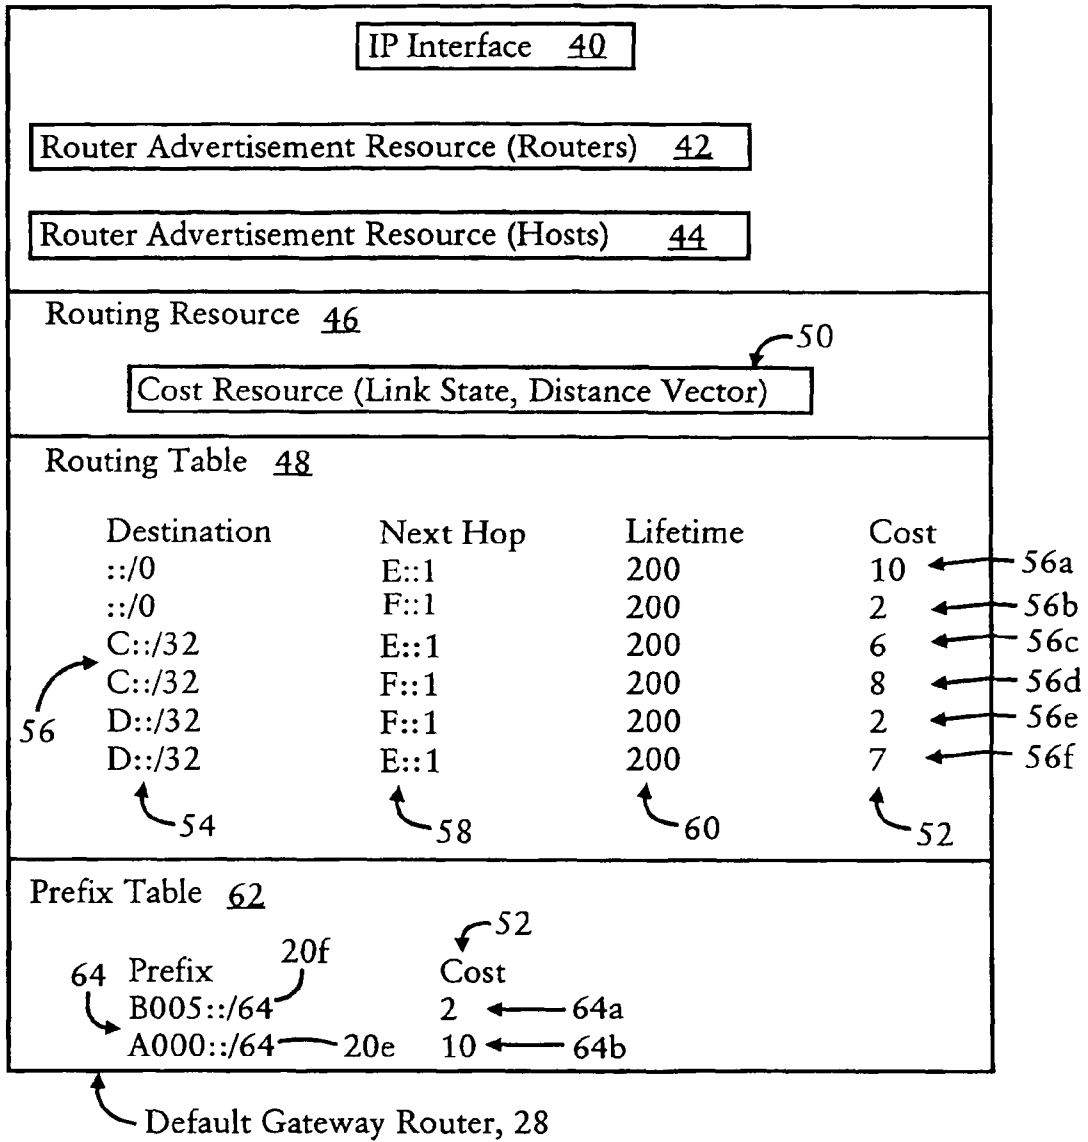 IP Interface 40
Router Advertisement Resource (Routers) 42
Router Advertisement Resource (Hosts) 44
Routing Resource 46
50
Cost Resource (Link State, Distance Vector)
Routing Table 48
Destination Next Hop Lifetime Cost
::/0 E::1 200 10 56a
::/0 F::1 200 2 56b
C::/32 E::1 200 6 56c
C::/32 F::1 200 8 56d
56 D::/32 F::1 200 2 56e
D::/32 E::1 200 7 56f
54 58 60 52
Prefix Table 62
52
20f
64 Prefix Cost
B005::/64 2 64a
A000::/64 20e 10 64b
Default Gateway Router, 28